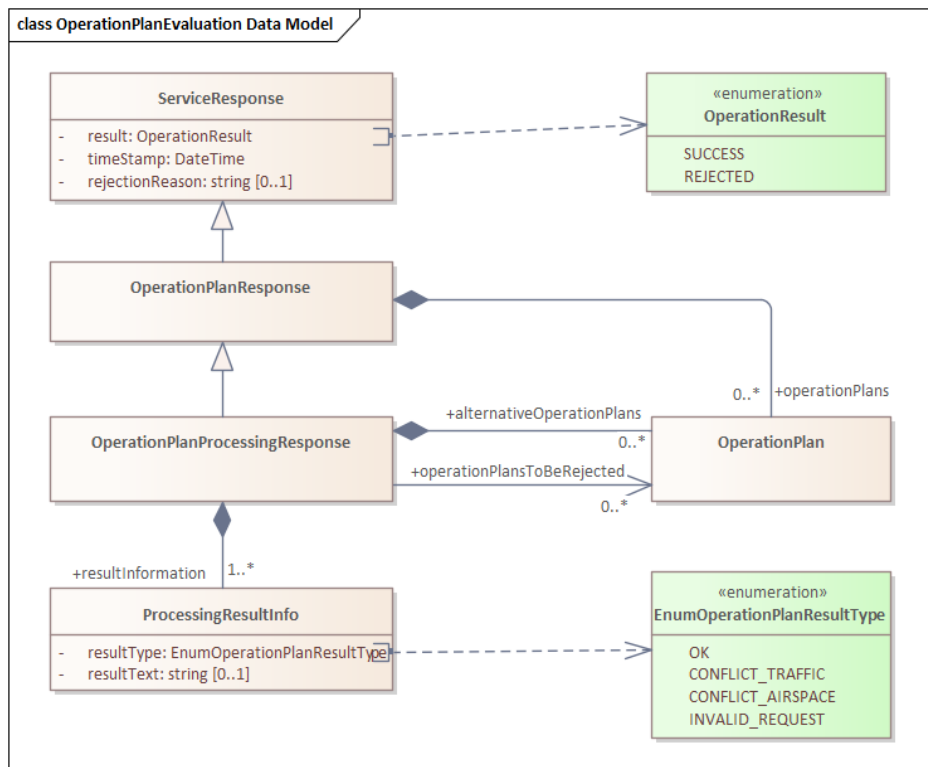 class OperationPlanEvaluation Data Model
ServiceResponse
- result: OperationResult
- timeStamp: DateTime
- rejectionReason: string [0..1]
«enumeration»
OperationResult
SUCCESS
REJECTED
OperationPlanResponse
0..* +operationPlans
OperationPlanProcessingResponse
+alternativeOperationPlans
0..*
+operationPlansToBeRejected
0..*
OperationPlan
+resultInformation 1..*
ProcessingResultInfo
- resultType: EnumOperationPlanResultType
- resultText: string [0..1]
«enumeration»
EnumOperationPlanResultType
OK
CONFLICT_TRAFFIC
CONFLICT_AIRSPACE
INVALID_REQUEST